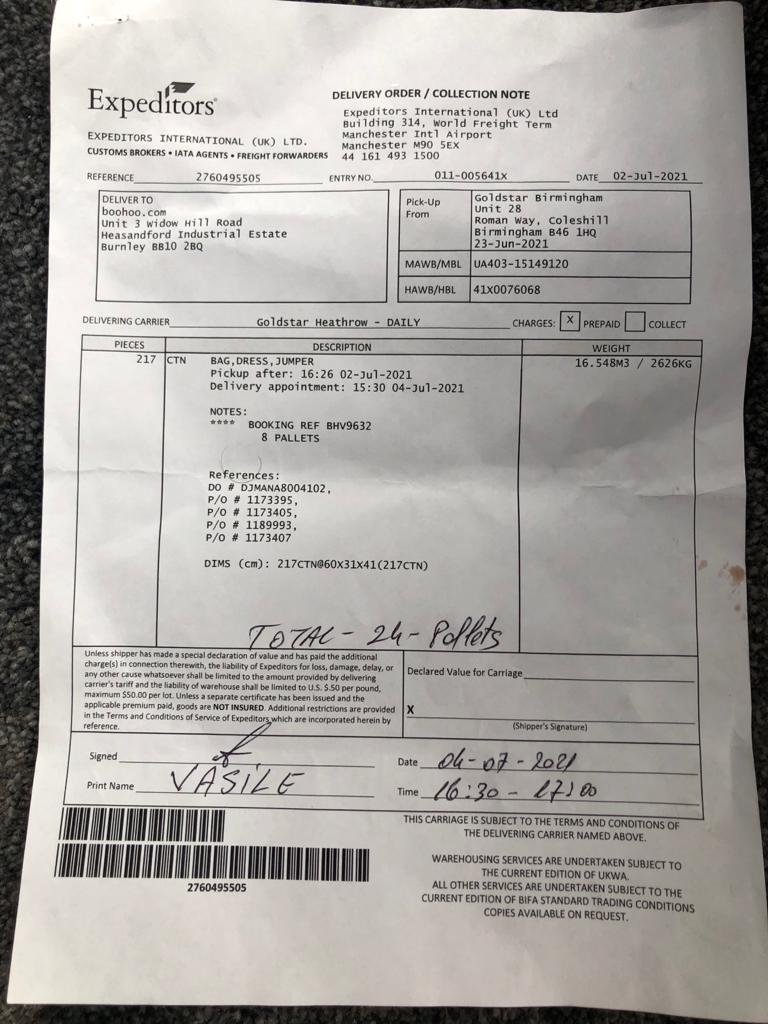 Expeditors
EXPEDITORS INTERNATIONAL (UK) LTD.
CUSTOMS BROKERS • IATA AGENTS • FREIGHT FORWARDERS
DELIVERY ORDER / COLLECTION NOTE
Expeditors International (UK) Ltd
Building 314, World Freight Term
Manchester Intl Airport
Manchester M90 5EX
44 161 493 1500
REFERENCE 2760495505 ENTRY NO. 011-005641X DATE 02-Jul-2021
DELIVER TO
boohoo.com
Unit 3 Widow Hill Road
Heasandford Industrial Estate
Burnley BB10 2BQ
Pick-Up From
Goldstar Birmingham
Unit 28
Roman Way, Coleshill
Birmingham B46 1HQ
23-Jun-2021
MAWB/MBL UA403-15149120
HAWB/HBL 41X0076068
DELIVERING CARRIER Goldstar Heathrow - DAILY CHARGES: X PREPAID COLLECT
PIECES DESCRIPTION WEIGHT
217 CTN BAG,DRESS,JUMPER 16.548M3 / 2626KG
Pickup after: 16:26 02-Jul-2021
Delivery appointment: 15:30 04-Jul-2021
NOTES:
**** BOOKING REF BHV9632
8 PALLETS
References:
DO # DJMANA8004102,
P/O # 1173395,
P/O # 1173405,
P/O # 1189993,
P/O # 1173407
DIMS (cm): 217CTN@60X31X41(217CTN)
TOTAL - 24 - Pallets
Unless shipper has made a special declaration of value and has paid the additional
charge(s) in connection therewith, the liability of Expeditors for loss, damage, delay, or
any other cause whatsoever shall be limited to the amount provided by delivering
carrier's tariff and the liability of warehouse shall be limited to U.S. $.50 per pound,
maximum $50.00 per lot. Unless a separate certificate has been issued and the
applicable premium paid, goods are NOT INSURED. Additional restrictions are provided
in the Terms and Conditions of Service of Expeditors which are incorporated herein by
reference.
Declared Value for Carriage
X
(Shipper's Signature)
Signed
Print Name VASILE
Date 04-07-2021
Time 16:30 - 17:00
2760495505
THIS CARRIAGE IS SUBJECT TO THE TERMS AND CONDITIONS OF
THE DELIVERING CARRIER NAMED ABOVE.
WAREHOUSING SERVICES ARE UNDERTAKEN SUBJECT TO
THE CURRENT EDITION OF UKWA.
ALL OTHER SERVICES ARE UNDERTAKEN SUBJECT TO THE
CURRENT EDITION OF BIFA STANDARD TRADING CONDITIONS
COPIES AVAILABLE ON REQUEST.